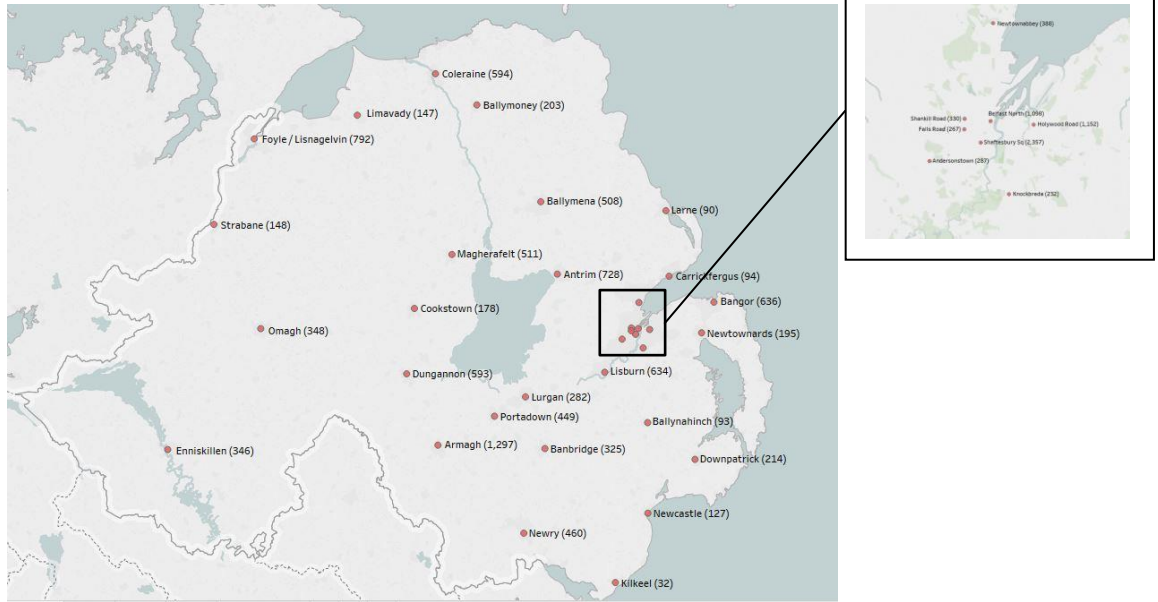 Coleraine (594)
Ballymoney (203)
Limavady (147)
Foyle / Lisnagelvin (792)
Ballymena (508)
Larne (90)
Strabane (148)
Magherafelt (511)
Antrim (728)
Carrickfergus (94)
Bangor (636)
Cookstown (178)
Omagh (348)
Newtownards (195)
Dungannon (593)
Lisburn (634)
Lurgan (282)
Portadown (449)
Ballynahinch (93)
Armagh (1,297)
Banbridge (325)
Enniskillen (346)
Downpatrick (214)
Newcastle (127)
Newry (460)
Kilkeel (32)
Newtownabbey (388)
Belfast North (1,098)
Shankill Road (330)
Holywood Road (1,152)
Falls Road (267)
Shaftesbury Sq (2,357)
Andersonstown (287)
Knockbreda (232)